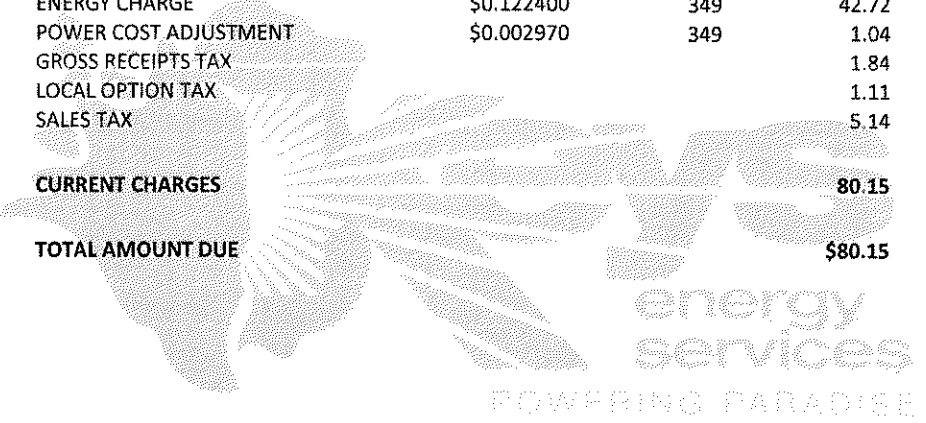 ENERGY CHARGE $0.122400 349 42.72
POWER COST ADJUSTMENT $0.002970 349 1.04
GROSS RECEIPTS TAX 1.84
LOCAL OPTION TAX 1.11
SALES TAX 5.14
CURRENT CHARGES 80.15
TOTAL AMOUNT DUE $80.15
eys
energy
services
POWERING PARADISE